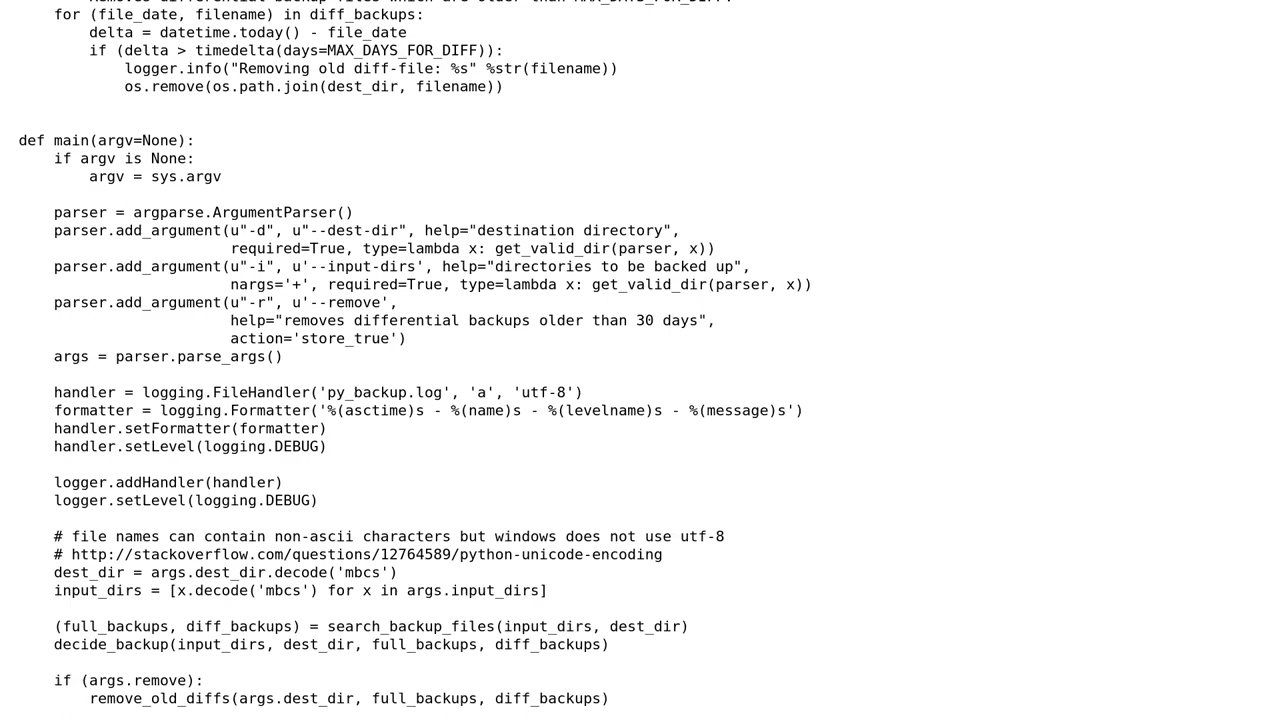 for (file_date, filename) in diff_backups:
delta = datetime.today() - file_date
if (delta > timedelta(days=MAX_DAYS_FOR_DIFF)):
logger.info("Removing old diff-file: %s" %str(filename))
os.remove(os.path.join(dest_dir, filename))
def main(argv=None):
if argv is None:
argv = sys.argv
parser = argparse.ArgumentParser()
parser.add_argument(u"-d", u"--dest-dir", help="destination directory",
required=True, type=lambda x: get_valid_dir(parser, x))
parser.add_argument(u"-i", u'--input-dirs', help="directories to be backed up",
nargs='+', required=True, type=lambda x: get_valid_dir(parser, x))
parser.add_argument(u"-r", u'--remove',
help="removes differential backups older than 30 days",
action='store_true')
args = parser.parse_args()
handler = logging.FileHandler('py_backup.log', 'a', 'utf-8')
formatter = logging.Formatter('%(asctime)s - %(name)s - %(levelname)s - %(message)s')
handler.setFormatter(formatter)
handler.setLevel(logging.DEBUG)
logger.addHandler(handler)
logger.setLevel(logging.DEBUG)
# file names can contain non-ascii characters but windows does not use utf-8
# http://stackoverflow.com/questions/12764589/python-unicode-encoding
dest_dir = args.dest_dir.decode('mbcs')
input_dirs = [x.decode('mbcs') for x in args.input_dirs]
(full_backups, diff_backups) = search_backup_files(input_dirs, dest_dir)
decide_backup(input_dirs, dest_dir, full_backups, diff_backups)
if (args.remove):
remove_old_diffs(args.dest_dir, full_backups, diff_backups)